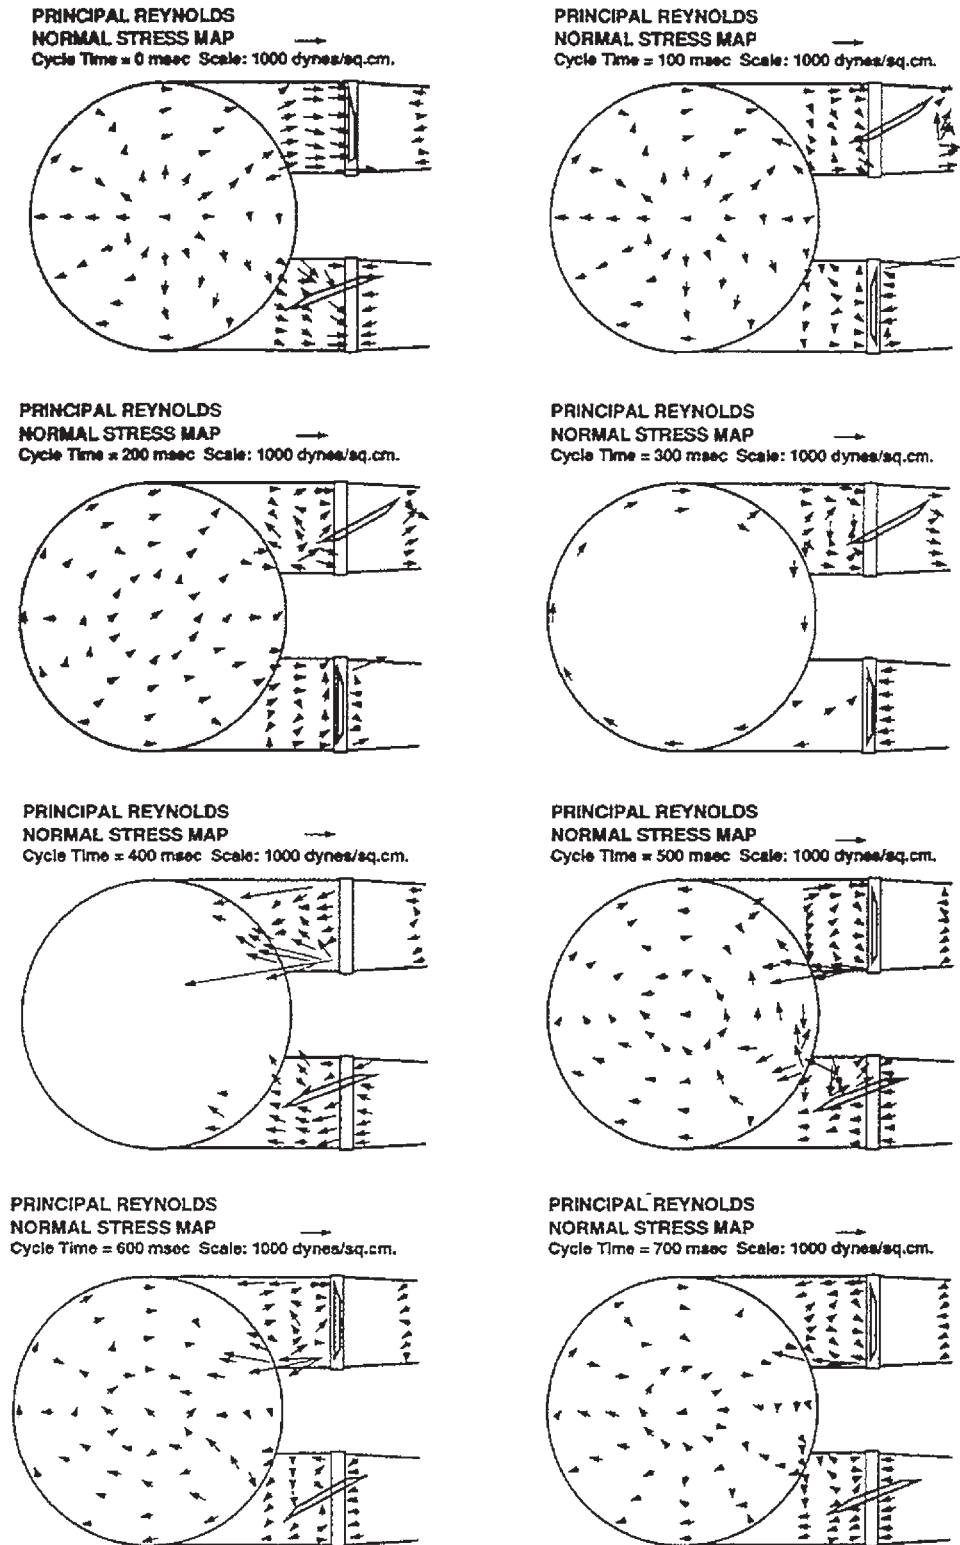 PRINCIPAL REYNOLDS
NORMAL STRESS MAP
Cycle Time = 0 msec Scale: 1000 dynes/sq.cm.
PRINCIPAL REYNOLDS
NORMAL STRESS MAP
Cycle Time = 100 msec Scale: 1000 dynes/sq.cm.
PRINCIPAL REYNOLDS
NORMAL STRESS MAP
Cycle Time = 200 msec Scale: 1000 dynes/sq.cm.
PRINCIPAL REYNOLDS
NORMAL STRESS MAP
Cycle Time = 300 msec Scale: 1000 dynes/sq.cm.
PRINCIPAL REYNOLDS
NORMAL STRESS MAP
Cycle Time = 400 msec Scale: 1000 dynes/sq.cm.
PRINCIPAL REYNOLDS
NORMAL STRESS MAP
Cycle Time = 500 msec Scale: 1000 dynes/sq.cm.
PRINCIPAL REYNOLDS
NORMAL STRESS MAP
Cycle Time = 600 msec Scale: 1000 dynes/sq.cm.
PRINCIPAL REYNOLDS
NORMAL STRESS MAP
Cycle Time = 700 msec Scale: 1000 dynes/sq.cm.